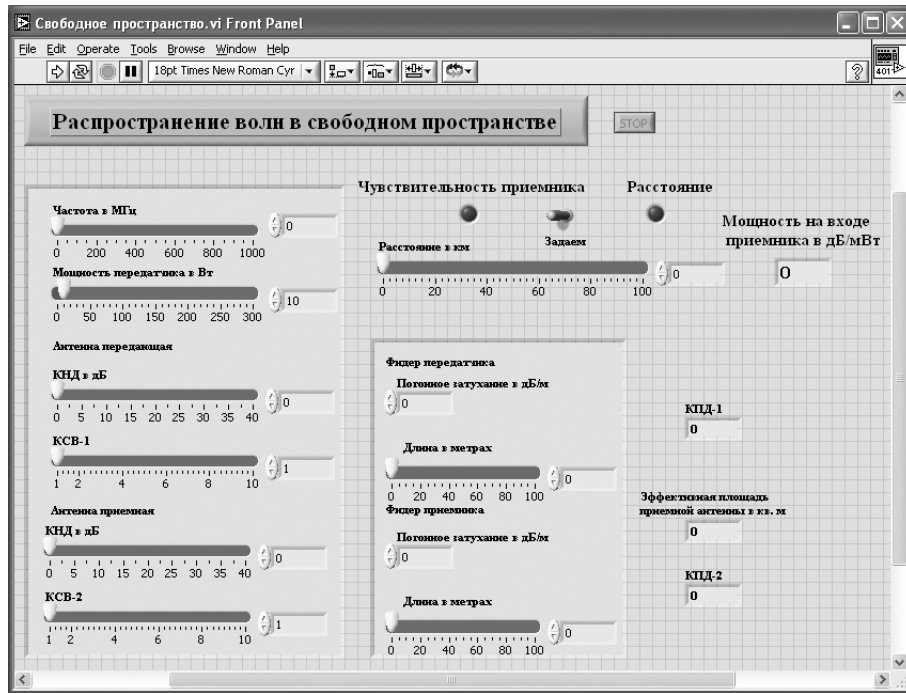 Свободное пространство.vi Front Panel
File Edit Operate Tools Browse Window Help
18pt Times New Roman Cyr
401
Распространение волн в свободном пространстве
STOP
Чувствительность приемника
Расстояние
Задаем
Мощность на входе
приемника в дБ/мВт
0
Частота в МГц
0
0 200 400 600 800 1000
Мощность передатчика в Вт
10
0 50 100 150 200 250 300
Расстояние в км
0
0 20 40 60 80 100
Антенна передающая
КНД в дБ
0
0 5 10 15 20 25 30 35 40
КСВ-1
1
1 2 4 6 8 10
Антенна приемная
КНД в дБ
0
0 5 10 15 20 25 30 35 40
КСВ-2
1
1 2 4 6 8 10
Фидер передатчика
Погонное затухание в дБ/м
0
Длина в метрах
0
0 20 40 60 80 100
Фидер приемника
Погонное затухание в дБ/м
0
Длина в метрах
0
0 20 40 60 80 100
КПД-1
0
Эффективная площадь
приемной антенны в кв. м
0
КПД-2
0